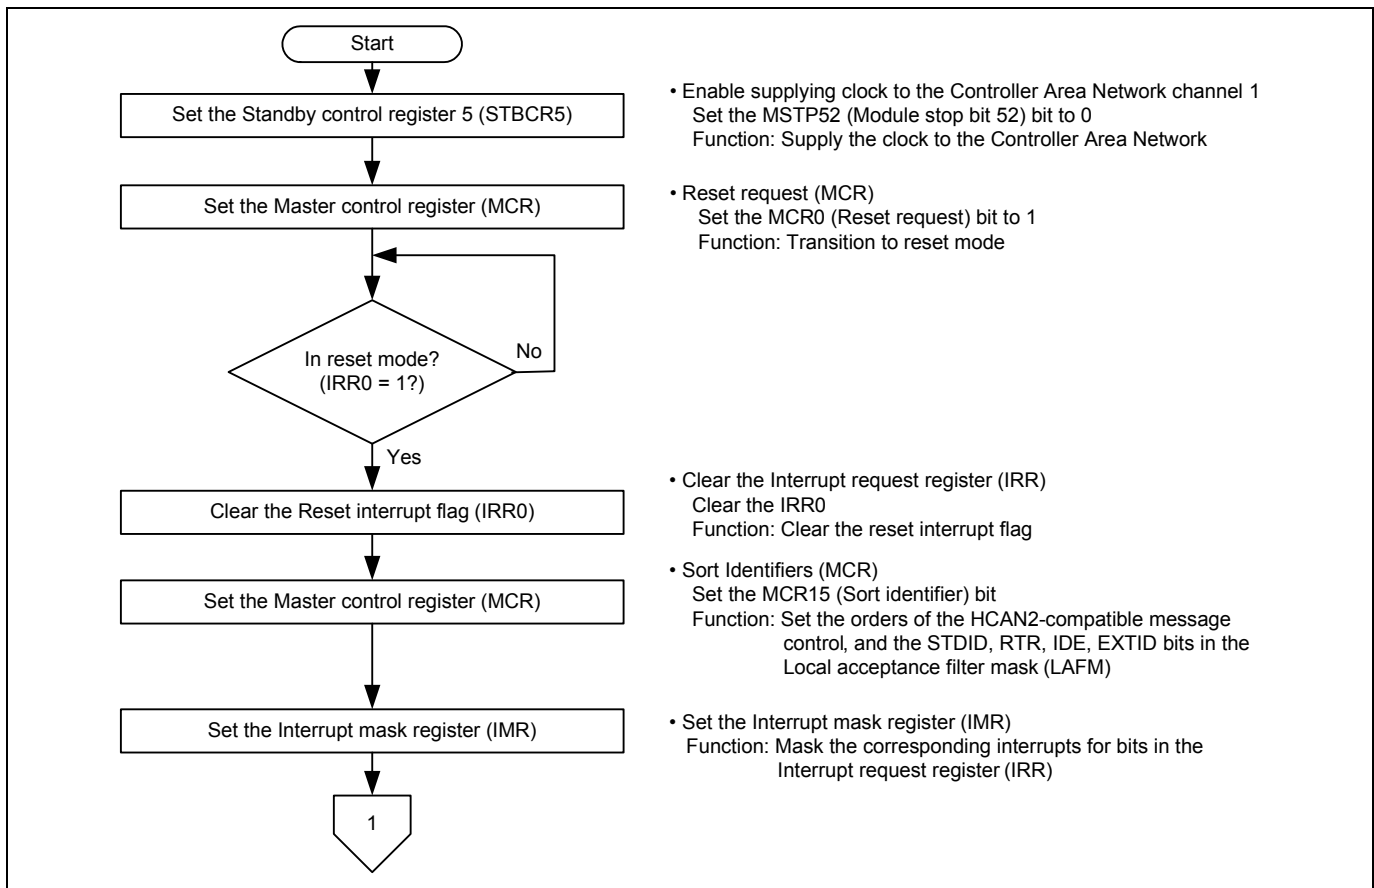 Start
Set the Standby control register 5 (STBCR5)
• Enable supplying clock to the Controller Area Network channel 1
Set the MSTP52 (Module stop bit 52) bit to 0
Function: Supply the clock to the Controller Area Network
Set the Master control register (MCR)
• Reset request (MCR)
Set the MCR0 (Reset request) bit to 1
Function: Transition to reset mode
In reset mode?
(IRR0 = 1?)
No
Yes
Clear the Reset interrupt flag (IRR0)
• Clear the Interrupt request register (IRR)
Clear the IRR0
Function: Clear the reset interrupt flag
Set the Master control register (MCR)
• Sort Identifiers (MCR)
Set the MCR15 (Sort identifier) bit
Function: Set the orders of the HCAN2-compatible message
control, and the STDID, RTR, IDE, EXTID bits in the
Local acceptance filter mask (LAFM)
Set the Interrupt mask register (IMR)
• Set the Interrupt mask register (IMR)
Function: Mask the corresponding interrupts for bits in the
Interrupt request register (IRR)
1